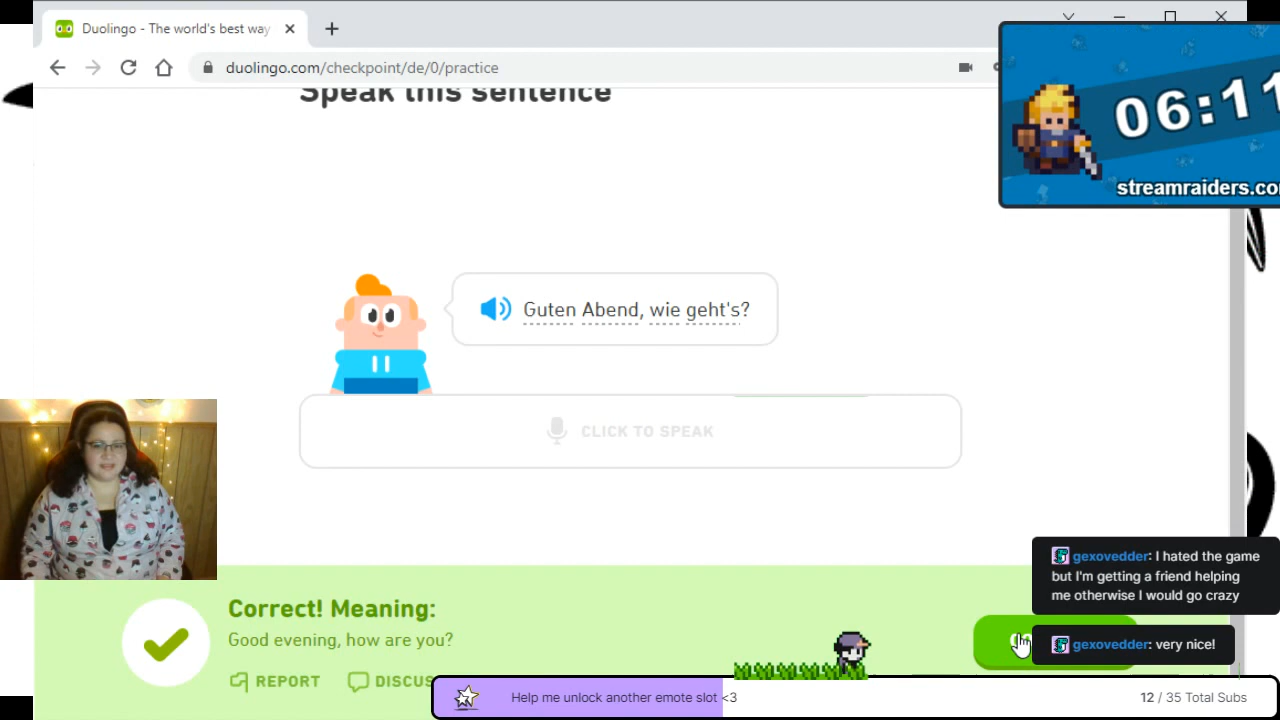 Duolingo - The world's best way
duolingo.com/checkpoint/de/0/practice
Speak this sentence
06:11
streamraiders.co
Guten Abend, wie geht's?
CLICK TO SPEAK
gexovedder: I hated the game
but I'm getting a friend helping
me otherwise I would go crazy
Correct! Meaning:
Good evening, how are you?
gexovedder: very nice!
REPORT
DISCUS
Help me unlock another emote slot <3
12 / 35 Total Subs